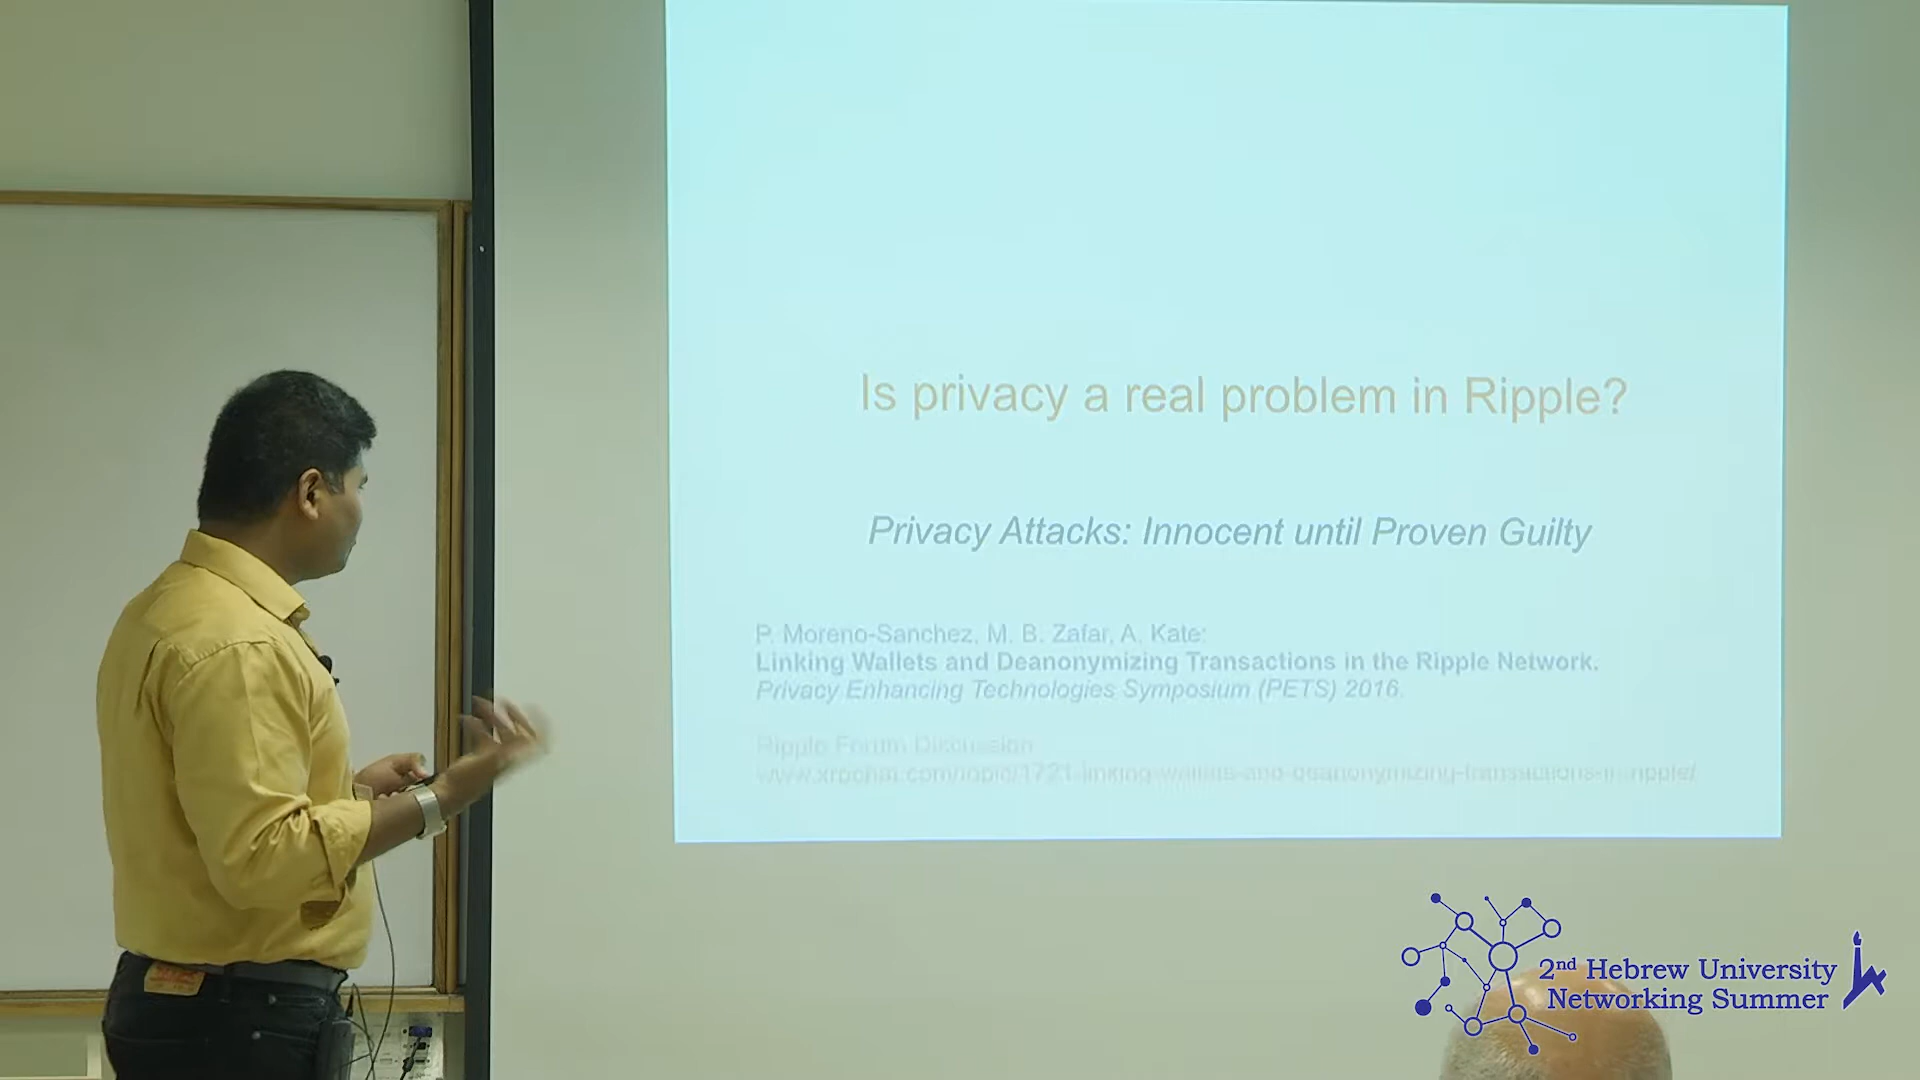 Is privacy a real problem in Ripple?
Privacy Attacks: Innocent until Proven Guilty
P. Moreno-Sanchez, M. B. Zafar, A. Kate:
Linking Wallets and Deanonymizing Transactions in the Ripple Network.
Privacy Enhancing Technologies Symposium (PETS) 2016.
Ripple Forum Discussion
2nd Hebrew University
Networking Summer